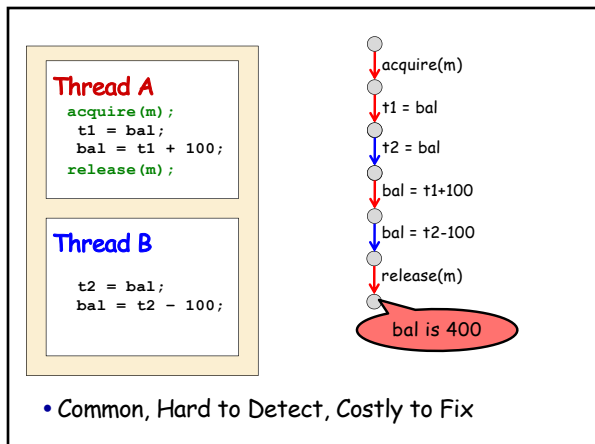 Thread A
acquire(m);
t1 = bal;
bal = t1 + 100;
release(m);
Thread B
t2 = bal;
bal = t2 – 100;
acquire(m)
t1 = bal
t2 = bal
bal = t1+100
bal = t2-100
release(m)
bal is 400
• Common, Hard to Detect, Costly to Fix